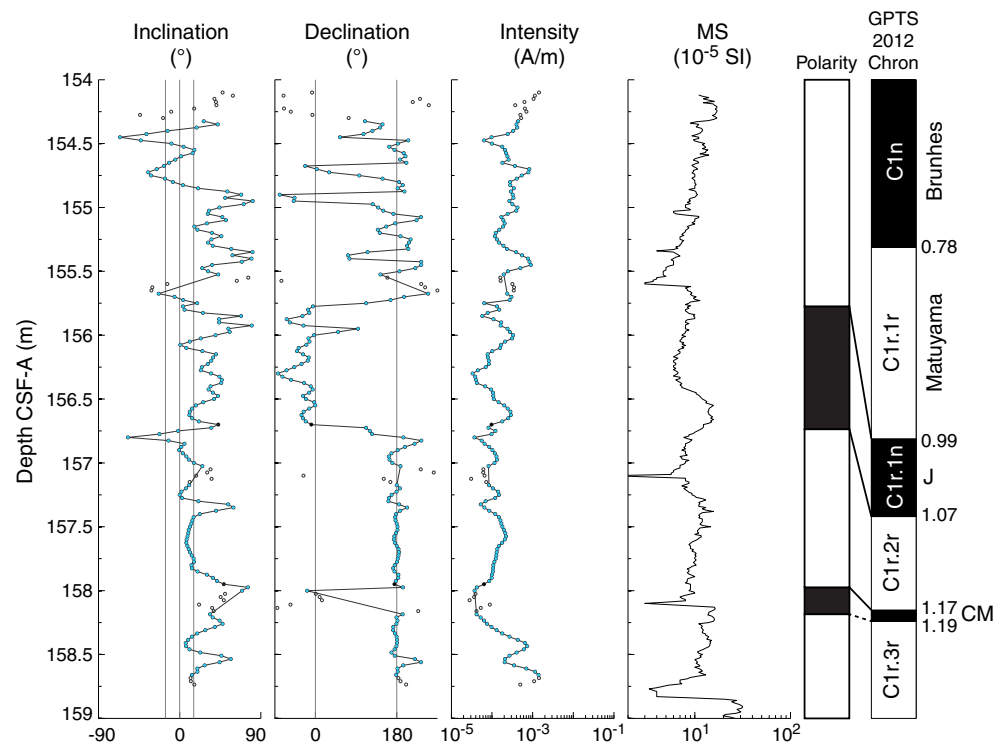 Inclination
(°)
Declination
(°)
Intensity
(A/m)
MS
(10-5 SI)
Polarity
GPTS
2012
Chron
Depth CSF-A (m)
154
154.5
155
155.5
156
156.5
157
157.5
158
158.5
159
-90
0
90
0
180
10-5
10-3
10-1
101
102
C1n
C1r.1r
C1r.1n
C1r.2r
C1r.3r
0.78
0.99
1.07
1.17
1.19
Brunhes
Matuyama
J
CM